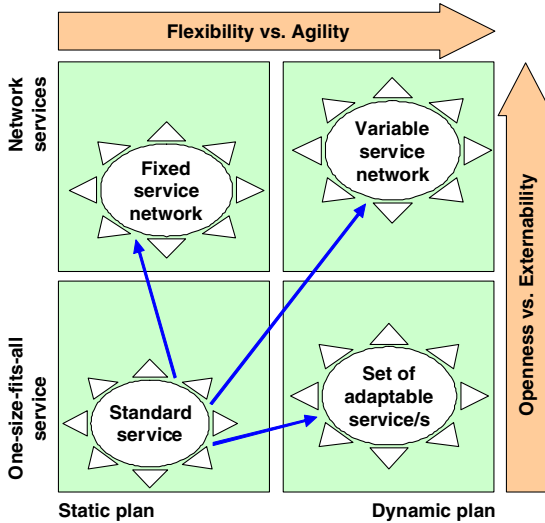 Flexibility vs. Agility
Network
services
Fixed
service
network
Variable
service
network
Openness vs. Externability
One-size-fits-all
service
Standard
service
Set of
adaptable
service/s
Static plan
Dynamic plan